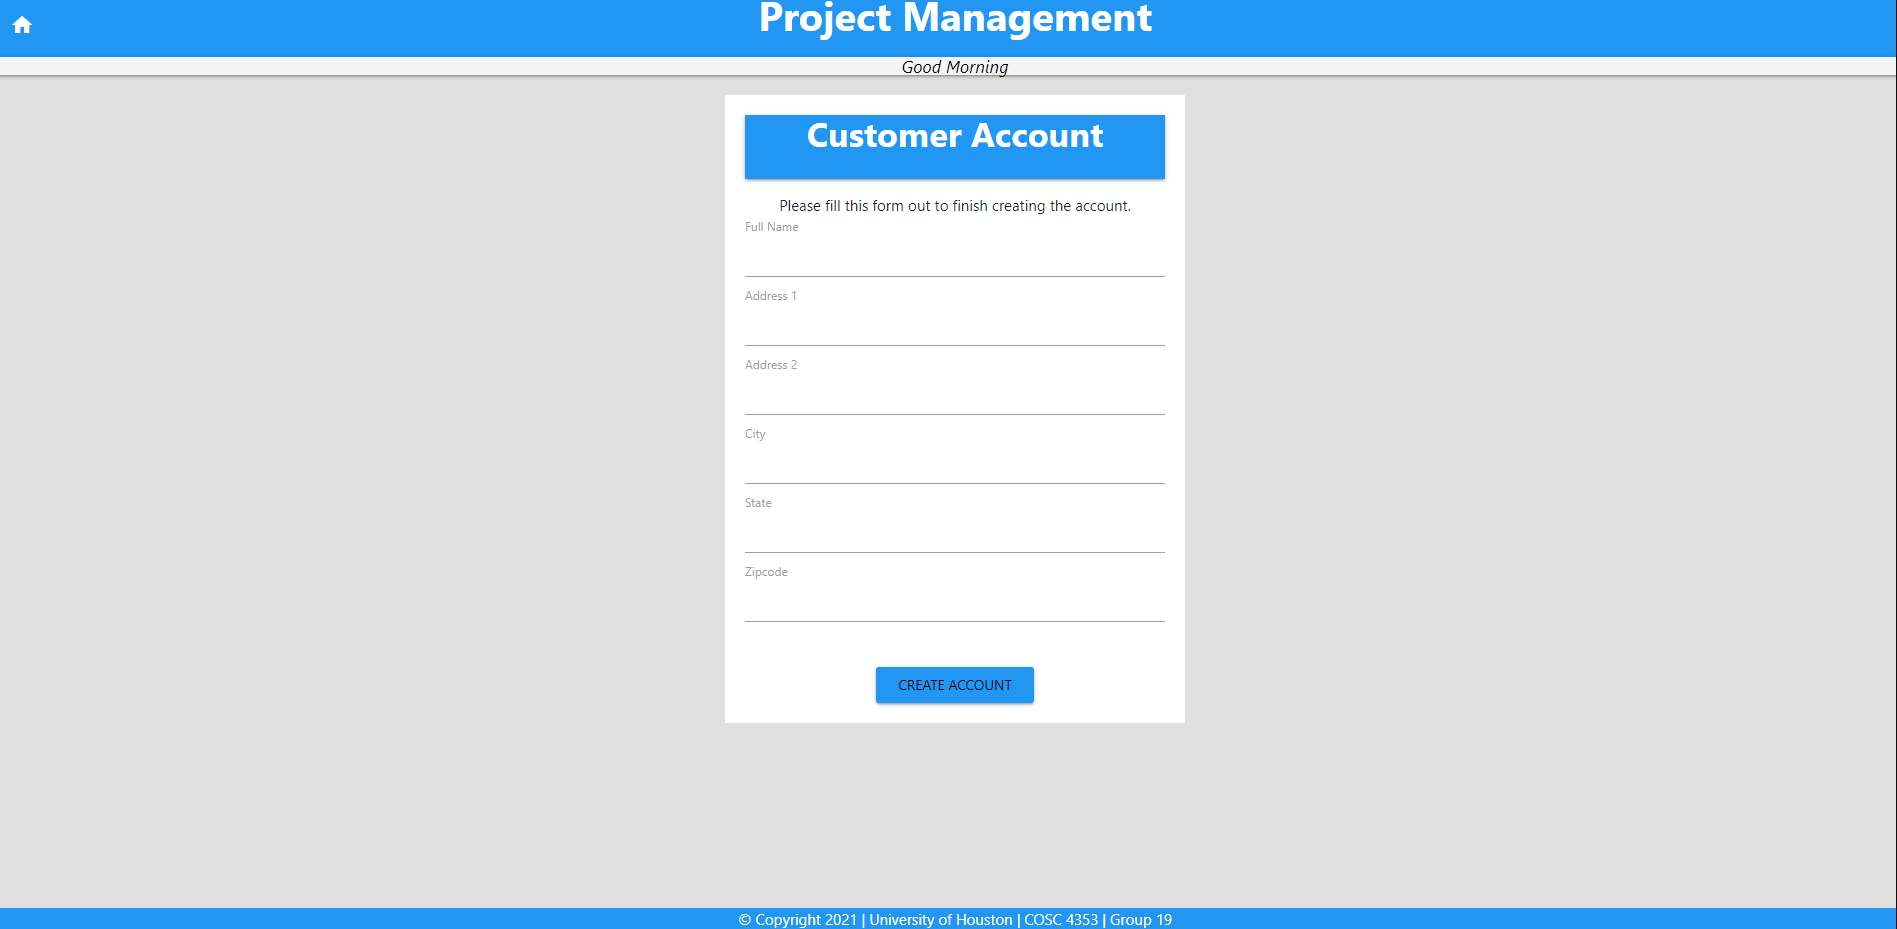 Project Management
Good Morning
Customer Account
Please fill this form out to finish creating the account.
Full Name
Address 1
Address 2
City
State
Zipcode
CREATE ACCOUNT
© Copyright 2021 | University of Houston | COSC 4353 | Group 19